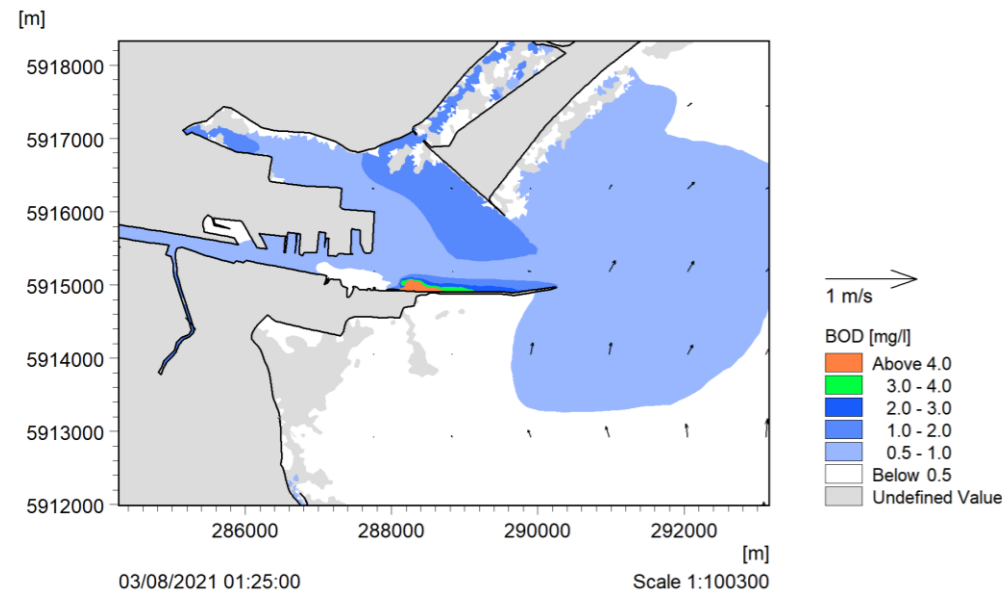 [m]
5918000
5917000
5916000
5915000
5914000
5913000
5912000
286000 288000 290000 292000
[m]
03/08/2021 01:25:00 Scale 1:100300
1 m/s
BOD [mg/l]
Above 4.0
3.0 - 4.0
2.0 - 3.0
1.0 - 2.0
0.5 - 1.0
Below 0.5
Undefined Value